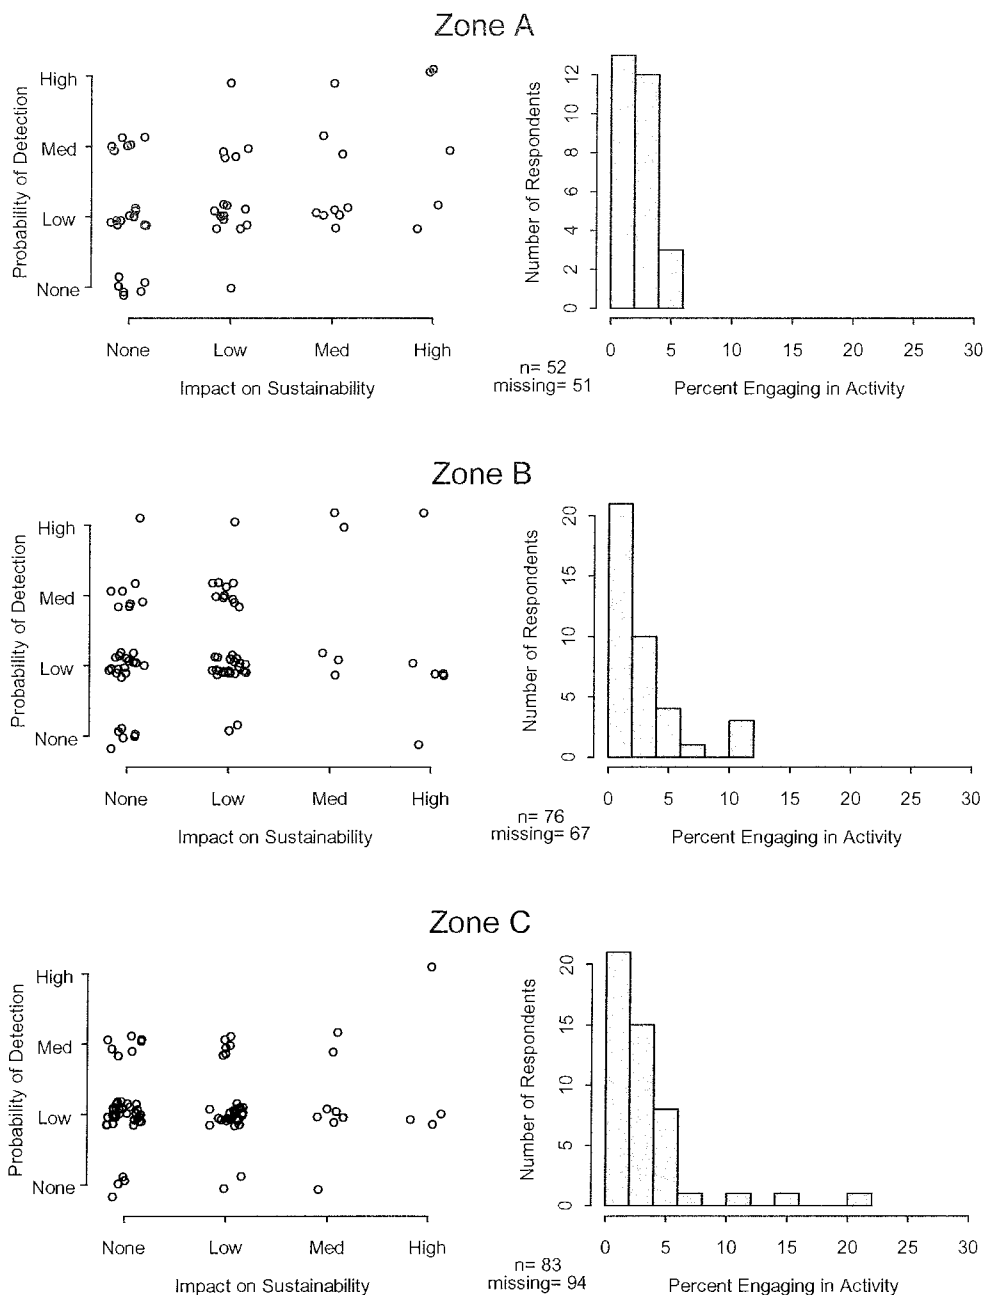 Zone A
High
Med
Low
None
Probability of Detection
None Low Med High
Impact on Sustainability
n= 52
missing= 51
12
10
8
6
4
2
0
Number of Respondents
0 5 10 15 20 25 30
Percent Engaging in Activity
Zone B
High
Med
Low
None
Probability of Detection
None Low Med High
Impact on Sustainability
n= 76
missing= 67
20
15
10
5
0
Number of Respondents
0 5 10 15 20 25 30
Percent Engaging in Activity
Zone C
High
Med
Low
None
Probability of Detection
None Low Med High
Impact on Sustainability
n= 83
missing= 94
20
15
10
5
0
Number of Respondents
0 5 10 15 20 25 30
Percent Engaging in Activity